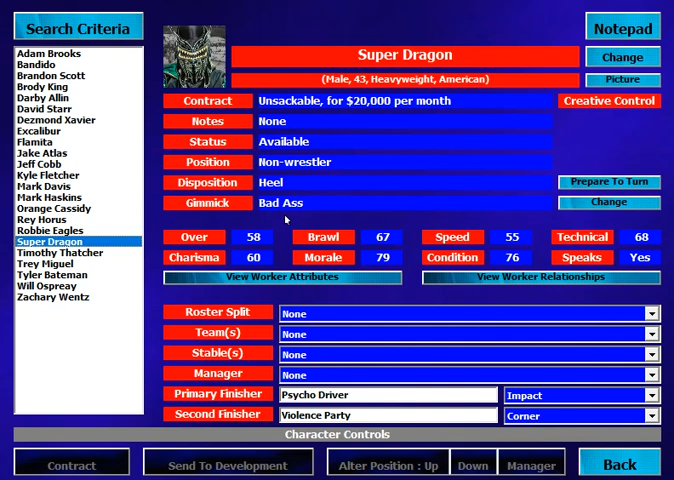 Search Criteria
Notepad
Adam Brooks
Bandido
Brandon Scott
Brody King
Darby Allin
David Starr
Dezmond Xavier
Excalibur
Flamita
Jake Atlas
Jeff Cobb
Kyle Fletcher
Mark Davis
Mark Haskins
Orange Cassidy
Rey Horus
Robbie Eagles
Super Dragon
Timothy Thatcher
Trey Miguel
Tyler Bateman
Will Ospreay
Zachary Wentz
Super Dragon
Change
(Male, 43, Heavyweight, American)
Picture
Contract Unsackable, for $20,000 per month Creative Control
Notes None
Status Available
Position Non-wrestler
Disposition Heel Prepare To Turn
Gimmick Bad Ass Change
Over 58 Brawl 67 Speed 55 Technical 68
Charisma 60 Morale 79 Condition 76 Speaks Yes
View Worker Attributes View Worker Relationships
Roster Split None
Team(s) None
Stable(s) None
Manager None
Primary Finisher Psycho Driver Impact
Second Finisher Violence Party Corner
Character Controls
Contract Send To Development Alter Position : Up Down Manager Back